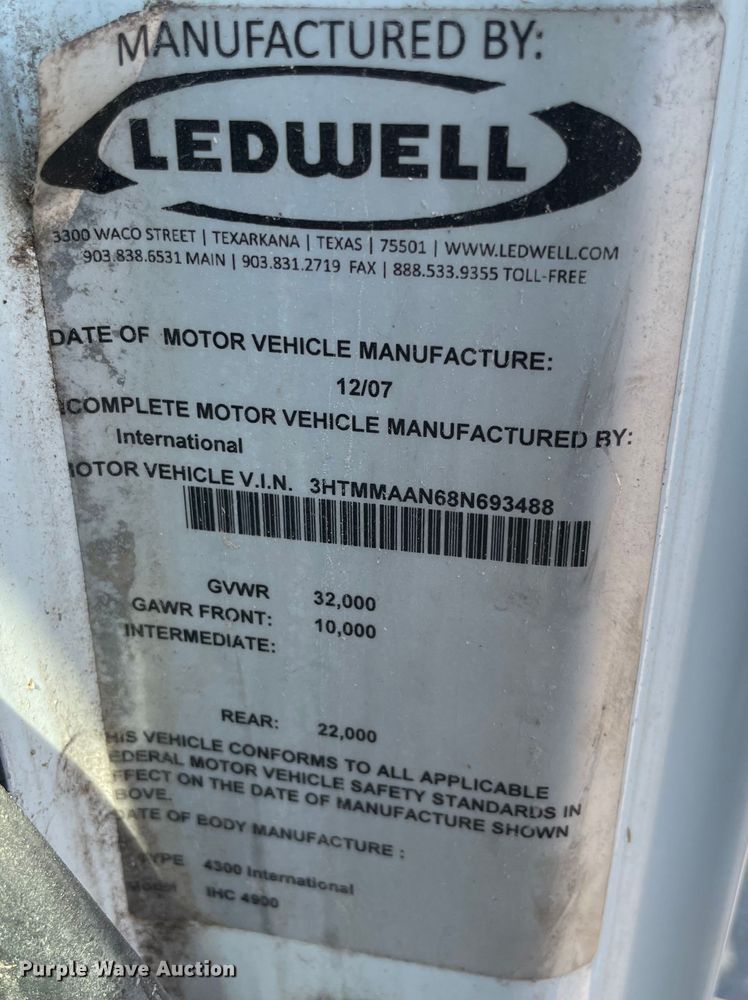 MANUFACTURED BY:
LEDWELL
3300 WACO STREET | TEXARKANA | TEXAS | 75501 | WWW.LEDWELL.COM
903.838.6531 MAIN | 903.831.2719 FAX | 888.533.9355 TOLL-FREE
DATE OF MOTOR VEHICLE MANUFACTURE:
12/07
NCOMPLETE MOTOR VEHICLE MANUFACTURED BY:
International
MOTOR VEHICLE V.I.N. 3HTMMAAN68N693488
GVWR 32,000
GAWR FRONT: 10,000
INTERMEDIATE:
REAR: 22,000
HIS VEHICLE CONFORMS TO ALL APPLICABLE
EDERAL MOTOR VEHICLE SAFETY STANDARDS IN
FFECT ON THE DATE OF MANUFACTURE SHOWN
BOVE.
DATE OF BODY MANUFACTURE :
TYPE 4300 International
Model IHC 4900
Purple Wave Auction